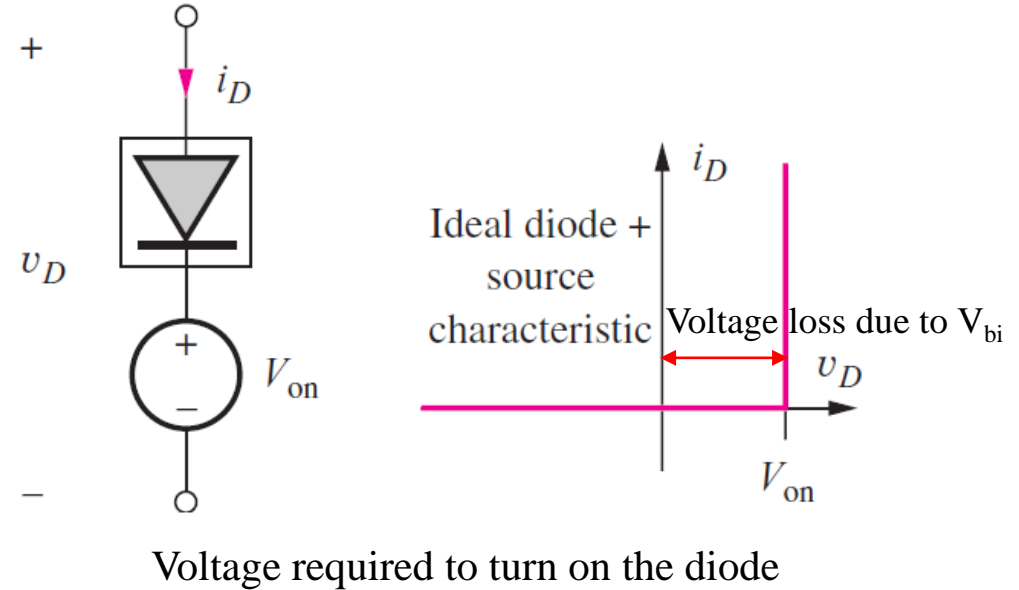 +
i_D
v_D
+
−
V_on
−
i_D
Ideal diode +
source
characteristic
Voltage loss due to V_bi
v_D
V_on
Voltage required to turn on the diode